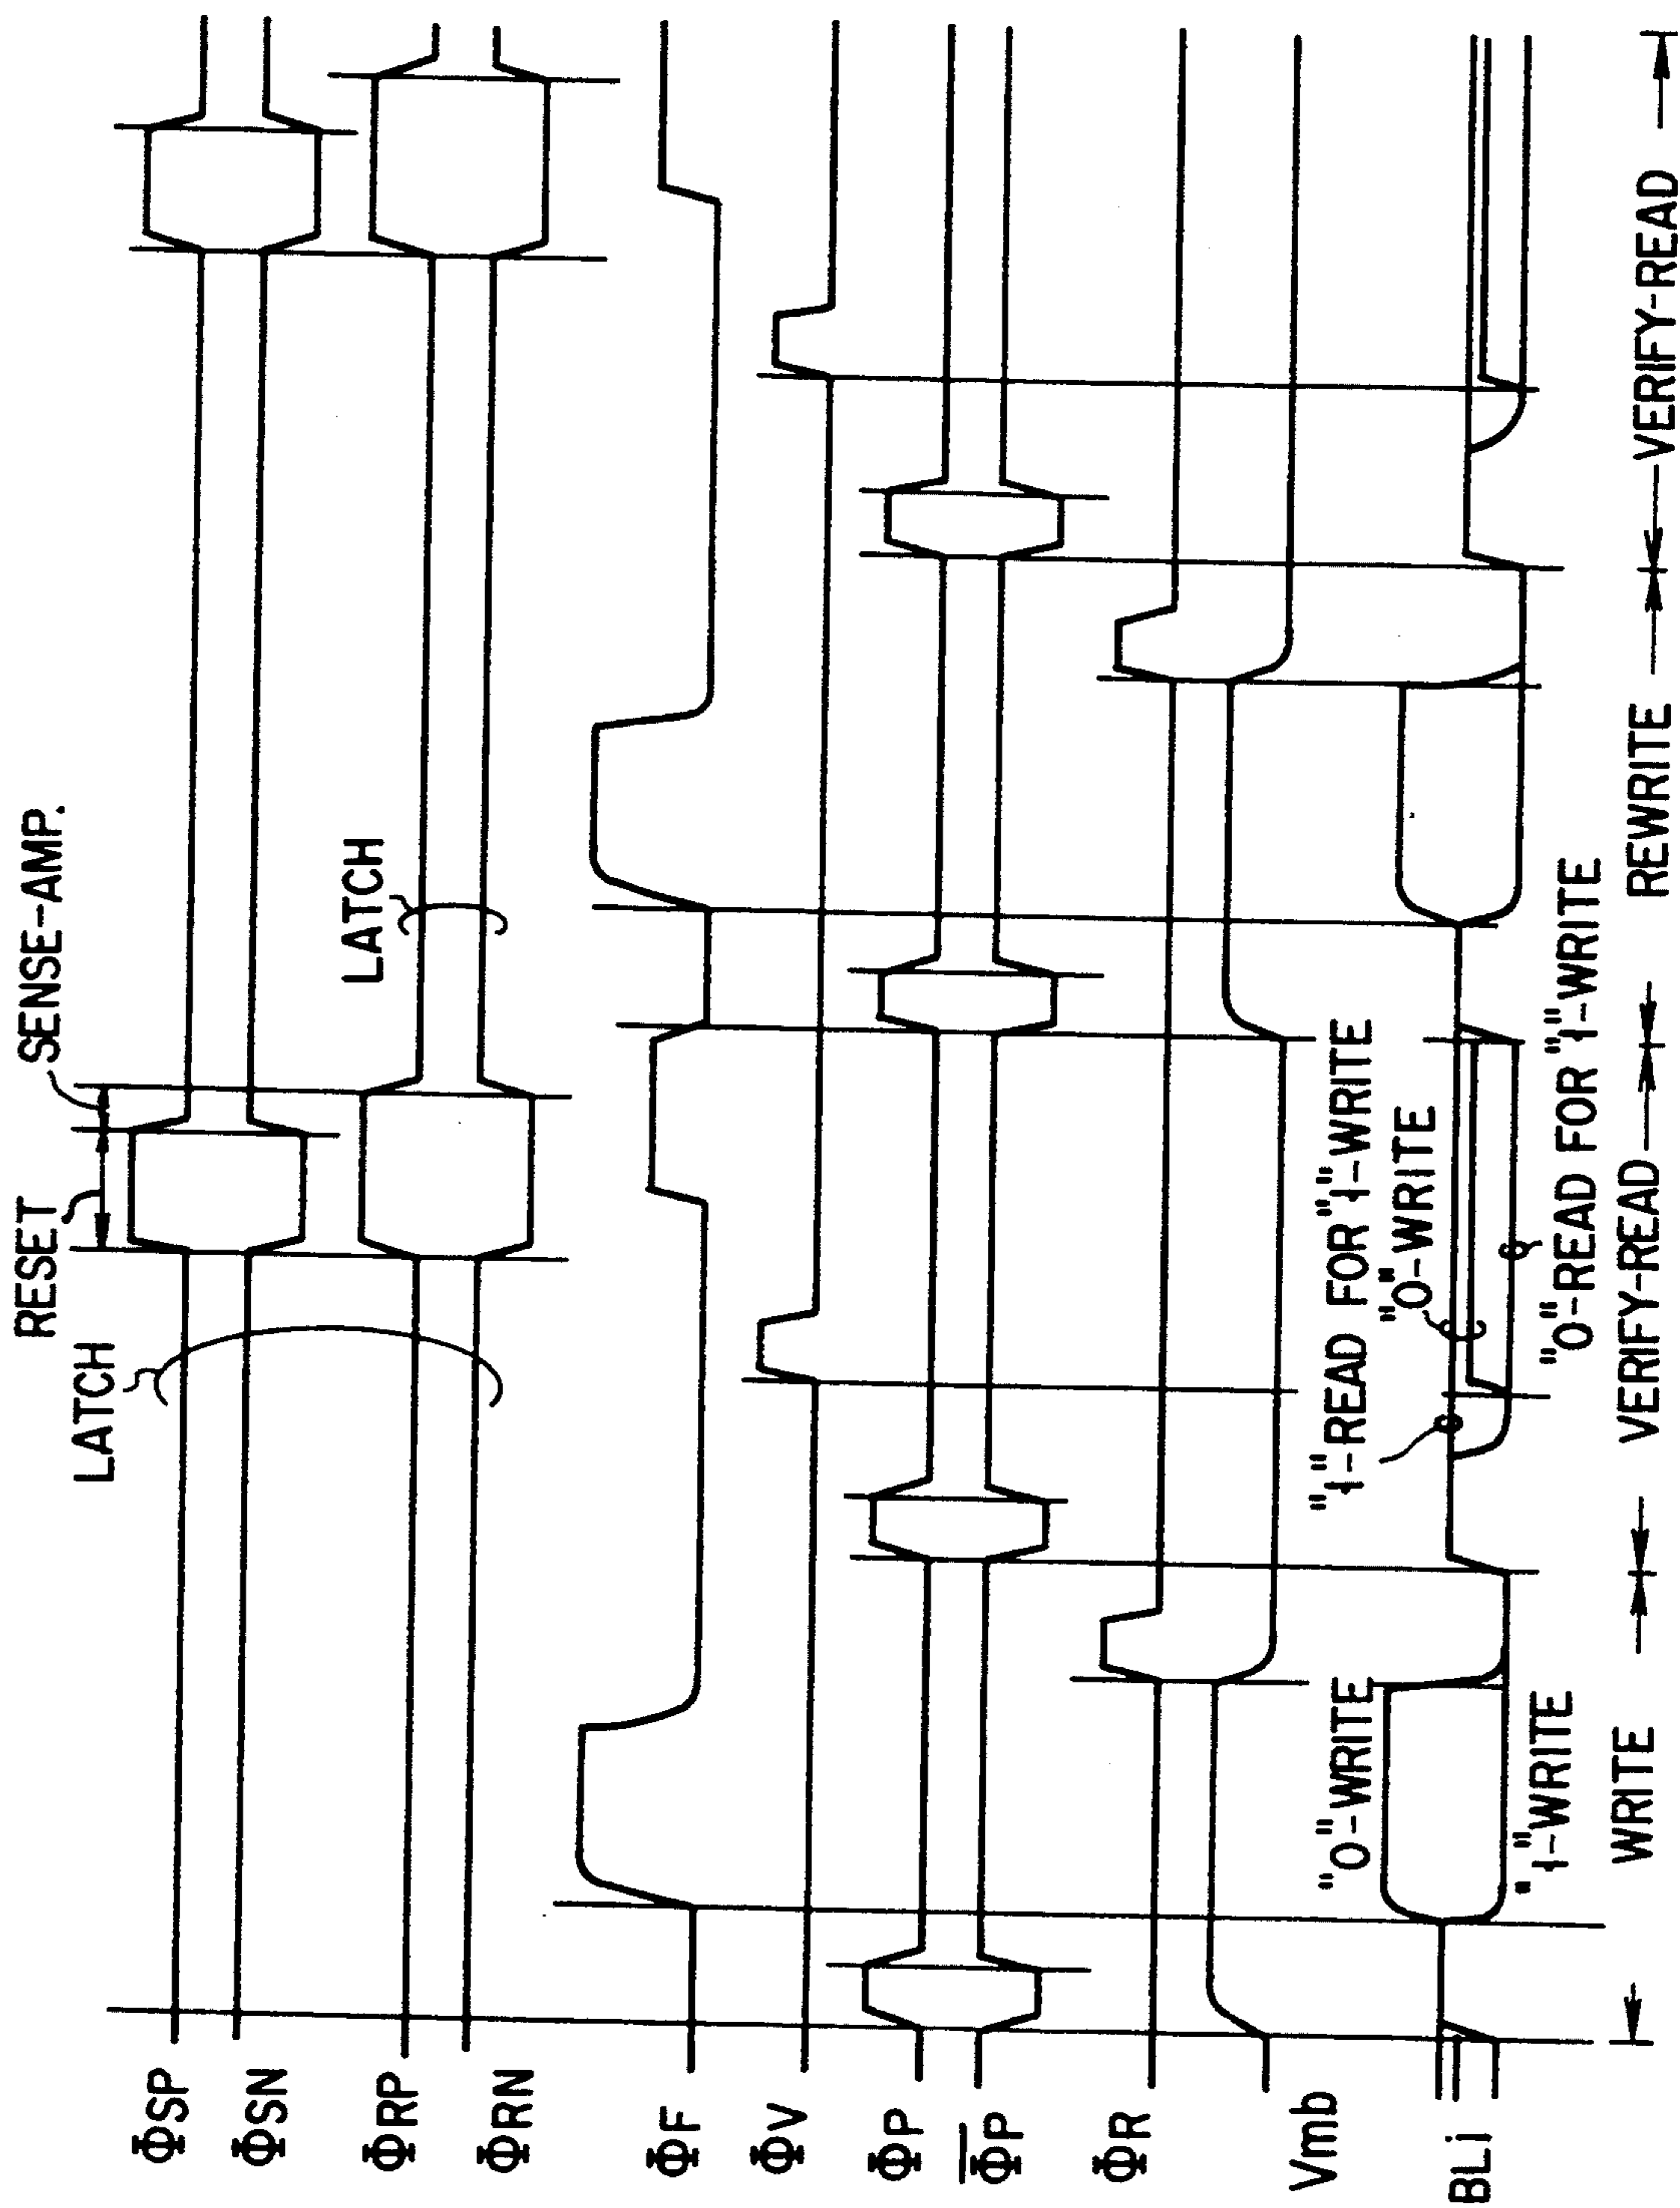 RESET
SENSE-AMP.
LATCH
LATCH
ΦSP
ΦSN
ΦRP
ΦRN
ΦF
ΦV
ΦP
Φ̅P
ΦR
Vmb
BLi
"0"-WRITE
"1"-WRITE
"1"-READ FOR "1"-WRITE
"0"-WRITE
"0"-READ FOR "1"-WRITE
WRITE
VERIFY-READ
REWRITE
VERIFY-READ